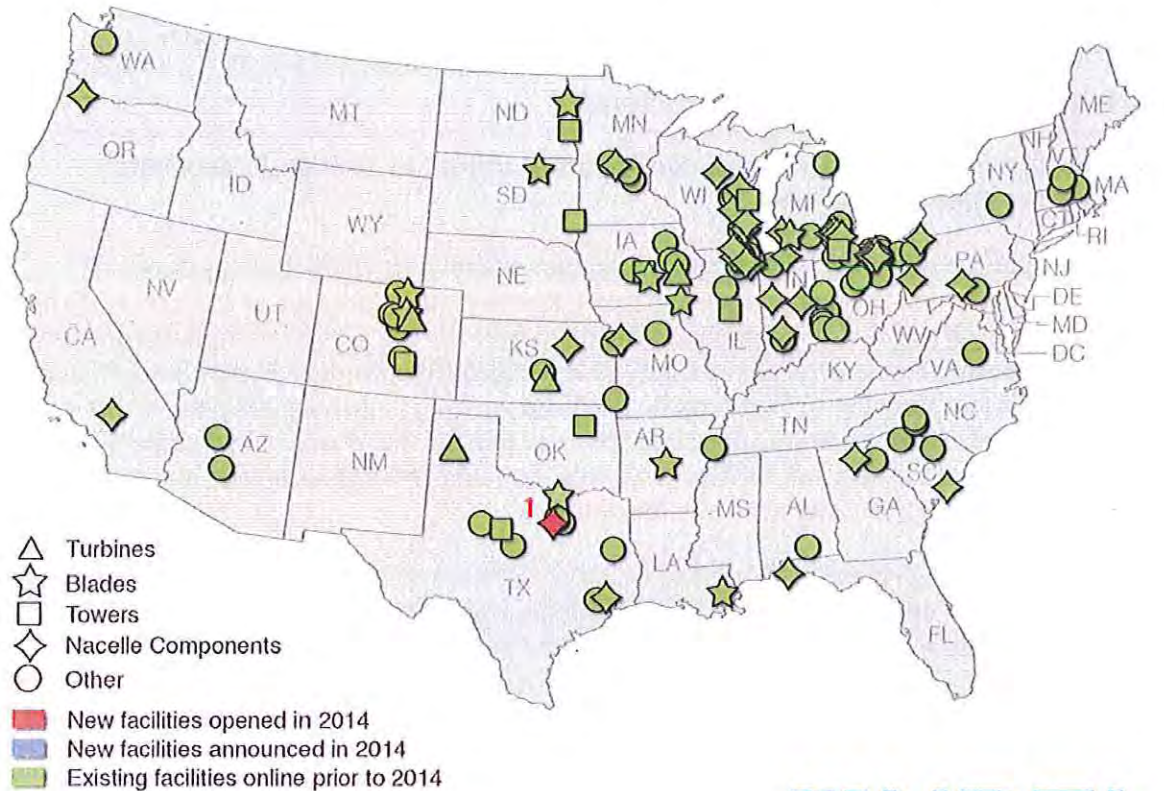 WA
MT
ND
MN
ME
OR
ID
SD
WI
MI
NH
VT
NY
MA
CT
RI
WY
IA
NE
PA
NJ
NV
UT
IN
OH
DE
MD
DC
CA
CO
KS
MO
IL
WV
VA
KY
AZ
NM
OK
AR
TN
NC
SC
1
MS
AL
GA
LA
TX
FL
Turbines
Blades
Towers
Nacelle Components
Other
New facilities opened in 2014
New facilities announced in 2014
Existing facilities online prior to 2014